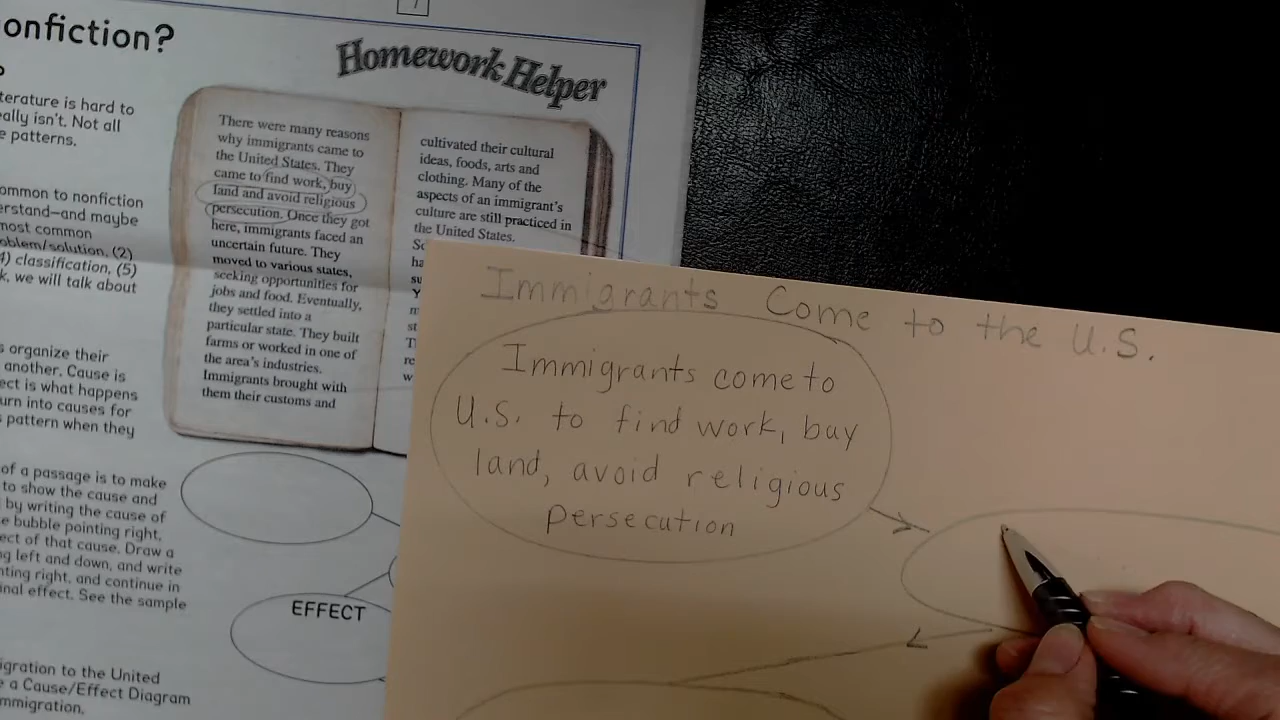 onfiction?
Homework Helper
terature is hard to
eally isn't. Not all
e patterns.
ommon to nonfiction
erstand—and maybe
most common
oblem/solution, (2)
4) classification, (5)
k, we will talk about
s organize their
another. Cause is
ect is what happens
urn into causes for
s pattern when they
of a passage is to make
to show the cause and
by writing the cause of
e bubble pointing right.
ect of that cause. Draw a
ng left and down, and write
nting right, and continue in
inal effect. See the sample
igration to the United
e a Cause/Effect Diagram
mmigration.
There were many reasons
why immigrants came to
the United States. They
came to find work, buy
land and avoid religious
persecution. Once they got
here, immigrants faced an
uncertain future. They
moved to various states,
seeking opportunities for
jobs and food. Eventually,
they settled into a
particular state. They built
farms or worked in one of
the area's industries.
Immigrants brought with
them their customs and
cultivated their cultural
ideas, foods, arts and
clothing. Many of the
aspects of an immigrant's
culture are still practiced in
the United States.
EFFECT
Immigrants Come to the U.S.
Immigrants come to
U.S. to find work, buy
land, avoid religious
persecution